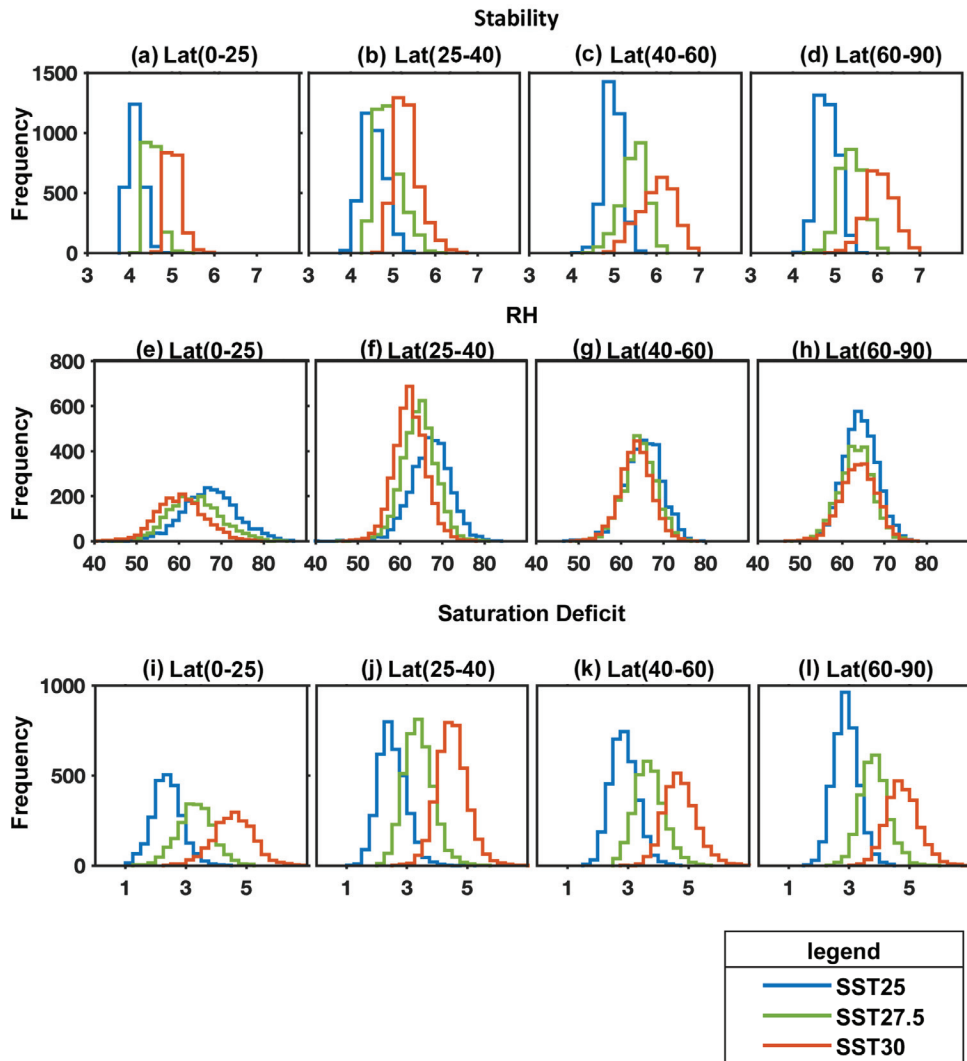 Stability
(a) Lat(0-25) (b) Lat(25-40) (c) Lat(40-60) (d) Lat(60-90)
1500
1000
500
0
Frequency
3 4 5 6 7 3 4 5 6 7 3 4 5 6 7 3 4 5 6 7
RH
(e) Lat(0-25) (f) Lat(25-40) (g) Lat(40-60) (h) Lat(60-90)
800
600
400
200
0
Frequency
40 50 60 70 80 40 50 60 70 80 40 50 60 70 80 40 50 60 70 80
Saturation Deficit
(i) Lat(0-25) (j) Lat(25-40) (k) Lat(40-60) (l) Lat(60-90)
1000
500
0
Frequency
1 3 5 1 3 5 1 3 5 1 3 5
legend
SST25
SST27.5
SST30